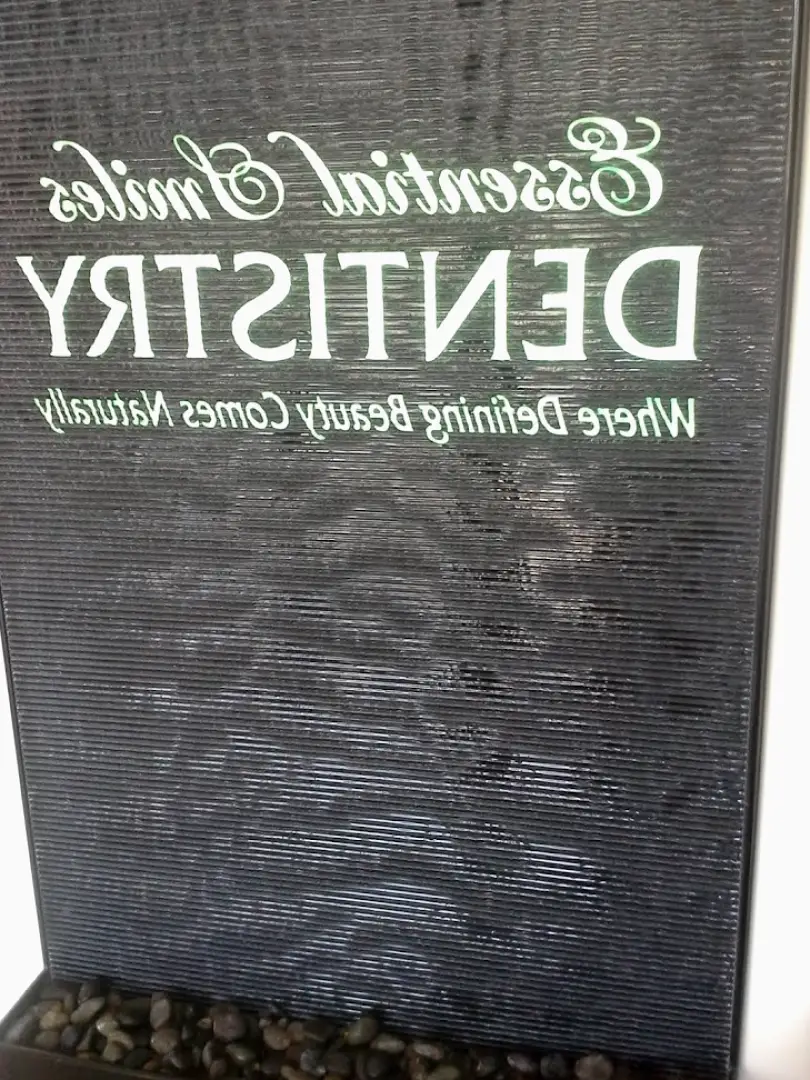 Essential Smiles
DENTISTRY
Where Defining Beauty Comes Naturally